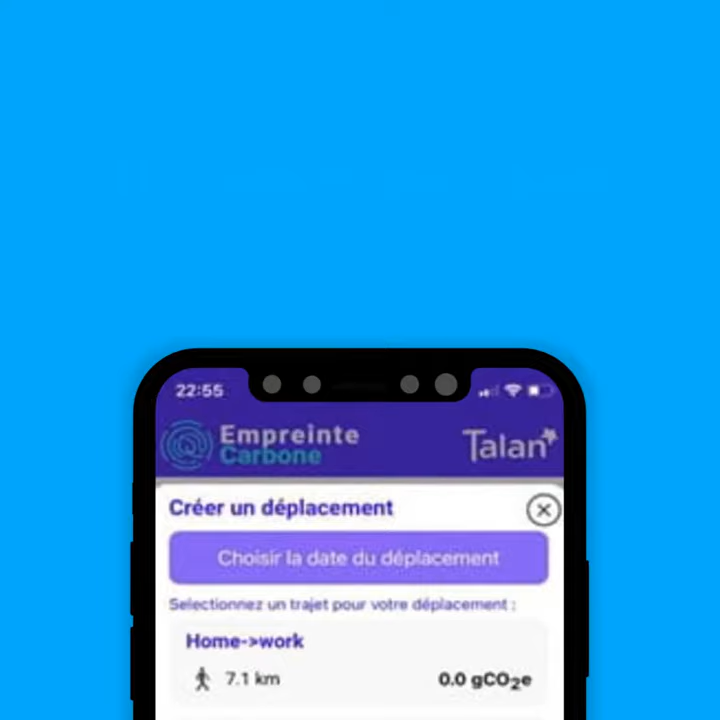 22:55
Empreinte
Carbone
Talan
Créer un déplacement
Choisir la date du déplacement
Selectionnez un trajet pour votre déplacement :
Home->work
7.1 km
0.0 gCO₂e